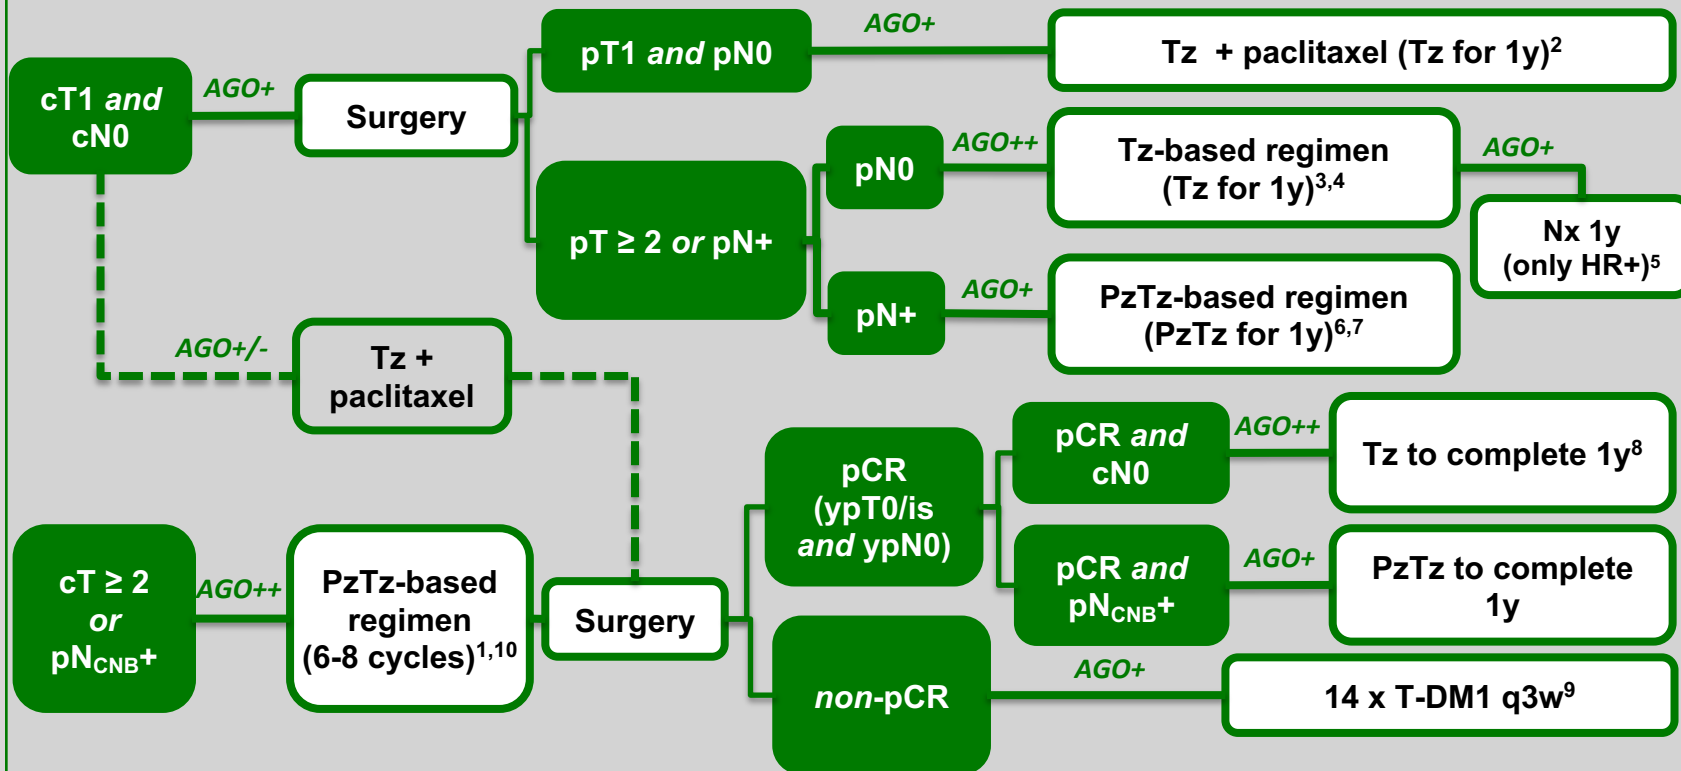 cT1 and
cN0
AGO+
Surgery
pT1 and pN0
AGO+
Tz + paclitaxel (Tz for 1y)2
pT ≥ 2 or pN+
pN0
AGO++
Tz-based regimen
(Tz for 1y)3,4
AGO+
Nx 1y
(only HR+)5
pN+
AGO+
PzTz-based regimen
(PzTz for 1y)6,7
AGO+/-
Tz +
paclitaxel
cT ≥ 2
or
pNCNB+
AGO++
PzTz-based
regimen
(6-8 cycles)1,10
Surgery
pCR
(ypT0/is
and ypN0)
pCR and
cN0
AGO++
Tz to complete 1y8
pCR and
pNCNB+
AGO+
PzTz to complete
1y
non-pCR
AGO+
14 x T-DM1 q3w9